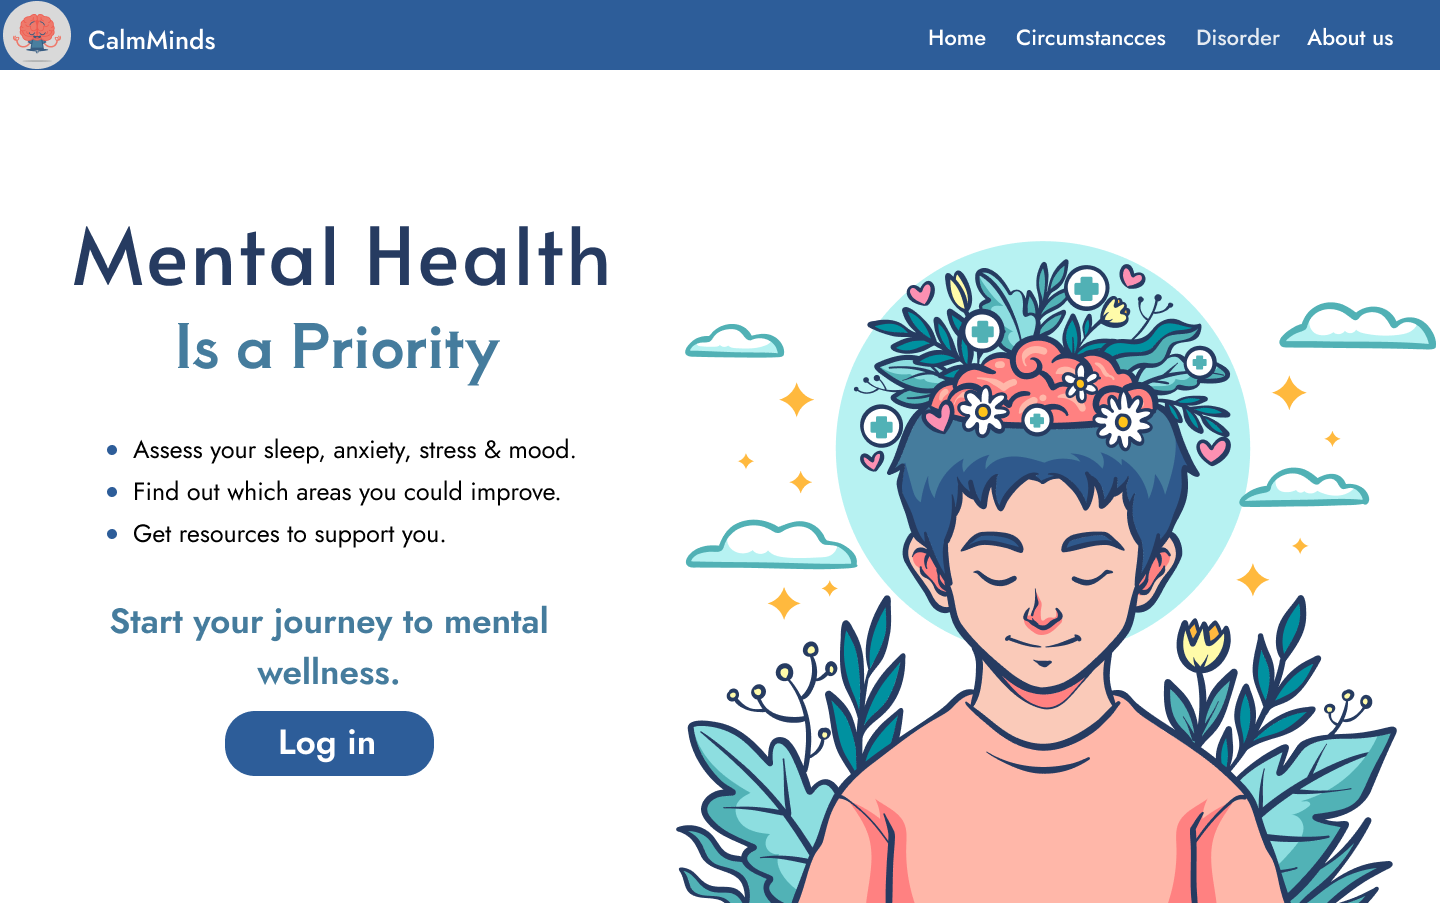 CalmMinds
Home Circumstancces Disorder About us
Mental Health
Is a Priority
Assess your sleep, anxiety, stress & mood.
Find out which areas you could improve.
Get resources to support you.
Start your journey to mental
wellness.
Log in